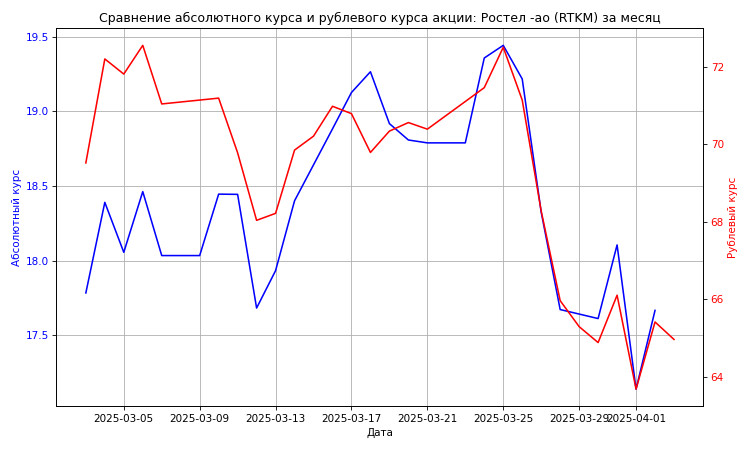 Сравнение абсолютного курса и рублевого курса акции: Ростел -ао (RTKM) за месяц
19.5
19.0
18.5
18.0
17.5
Абсолютный курс
72
70
68
66
64
Рублевый курс
2025-03-05 2025-03-09 2025-03-13 2025-03-17 2025-03-21 2025-03-25 2025-03-29 2025-04-01
Дата